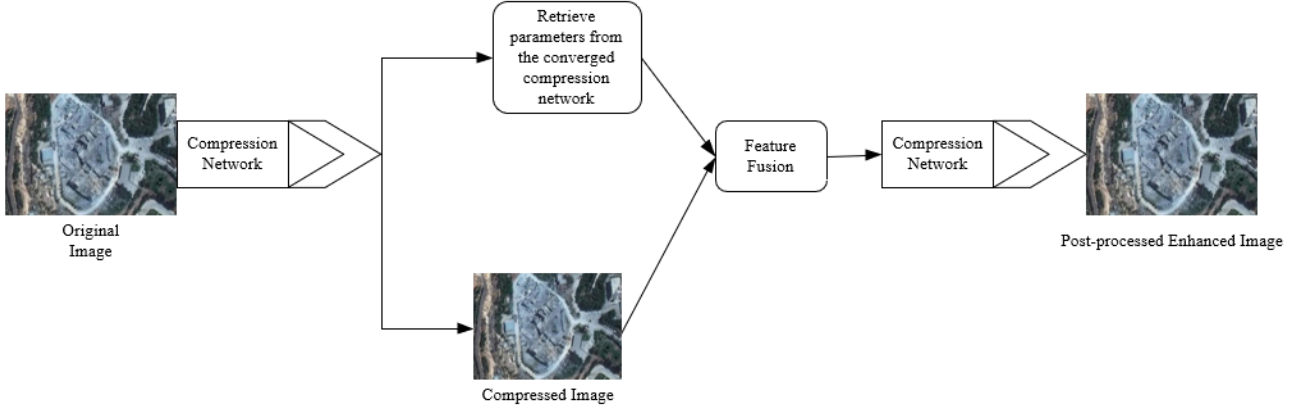 Retrieve
parameters from
the converged
compression
network
Compression
Network
Original
Image
Feature
Fusion
Compression
Network
Post-processed Enhanced Image
Compressed Image